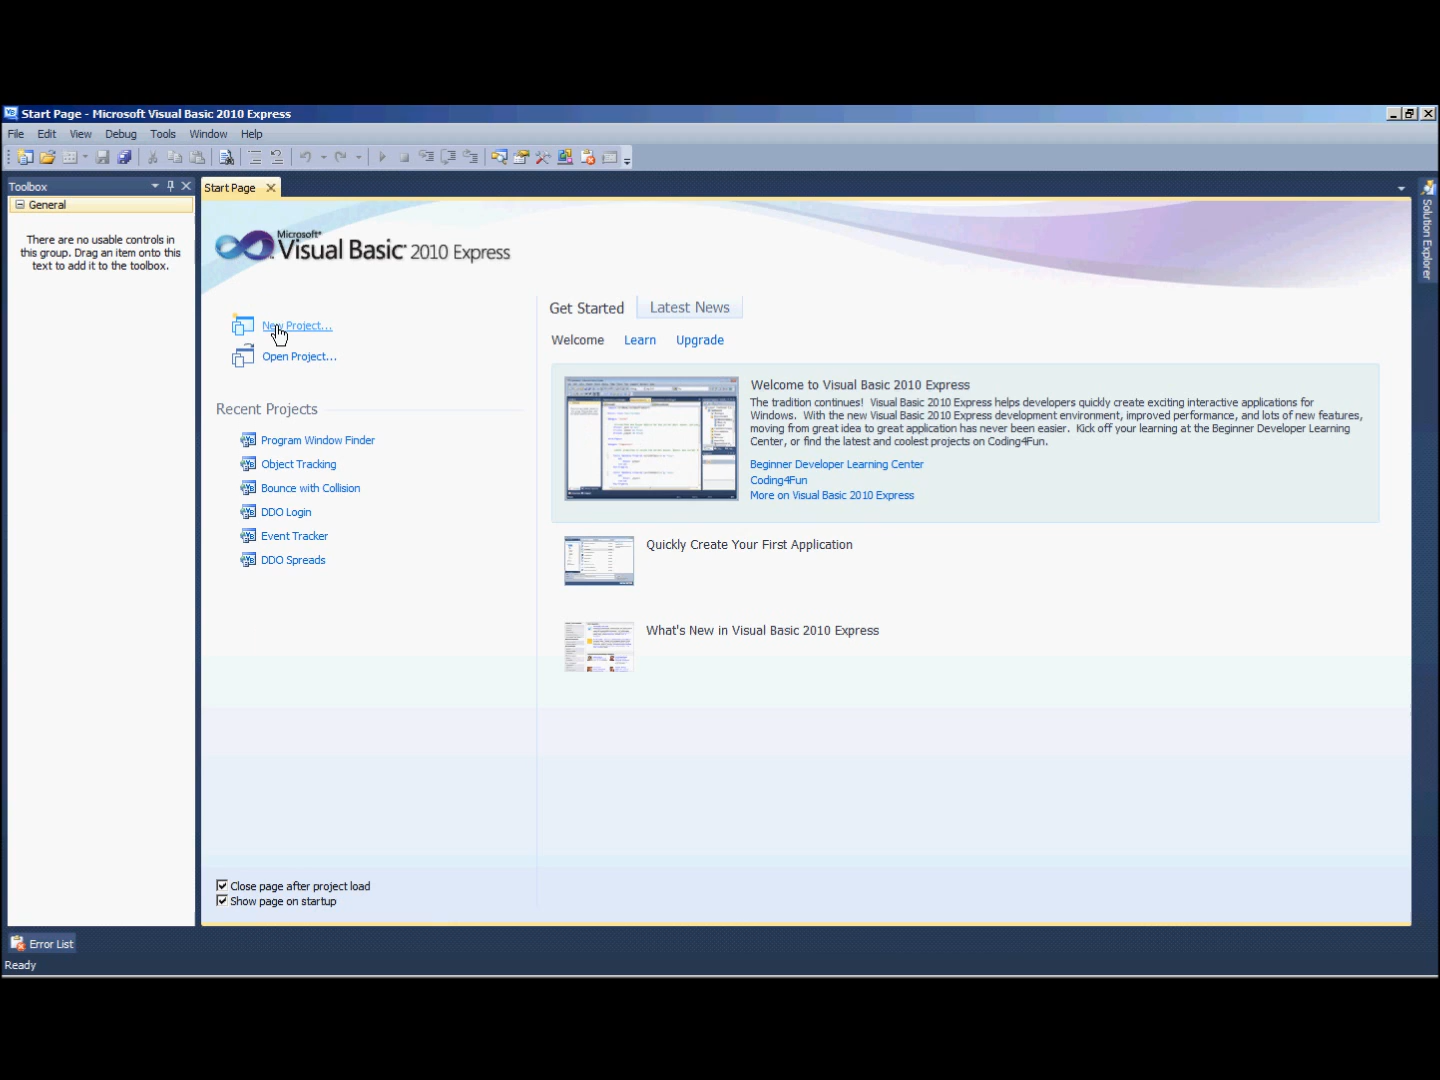 Start Page - Microsoft Visual Basic 2010 Express
File Edit View Debug Tools Window Help
Toolbox
Start Page
General
There are no usable controls in
this group. Drag an item onto this
text to add it to the toolbox.
Solution Explorer
Microsoft®
Visual Basic® 2010 Express
New Project...
Open Project...
Recent Projects
Program Window Finder
Object Tracking
Bounce with Collision
DDO Login
Event Tracker
DDO Spreads
Close page after project load
Show page on startup
Get Started Latest News
Welcome Learn Upgrade
Welcome to Visual Basic 2010 Express
The tradition continues! Visual Basic 2010 Express helps developers quickly create exciting interactive applications for
Windows. With the new Visual Basic 2010 Express development environment, improved performance, and lots of new features,
moving from great idea to great application has never been easier. Kick off your learning at the Beginner Developer Learning
Center, or find the latest and coolest projects on Coding4Fun.
Beginner Developer Learning Center
Coding4Fun
More on Visual Basic 2010 Express
Quickly Create Your First Application
What's New in Visual Basic 2010 Express
Error List
Ready